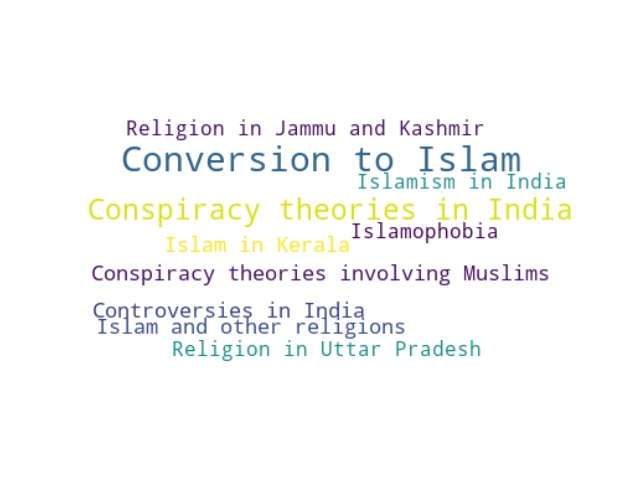 Religion in Jammu and Kashmir
Conversion to Islam
Islamism in India
Conspiracy theories in India
Islamophobia
Islam in Kerala
Conspiracy theories involving Muslims
Controversies in India
Islam and other religions
Religion in Uttar Pradesh